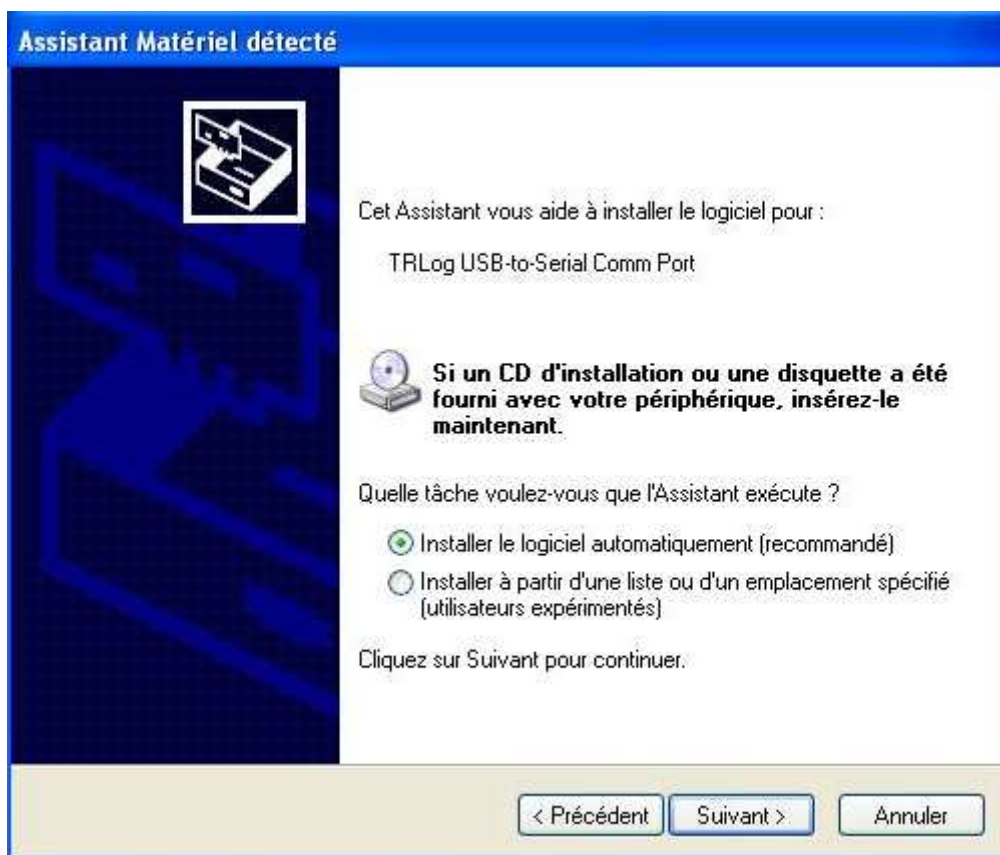 Assistant Matériel détecté
Cet Assistant vous aide à installer le logiciel pour :
TRLog USB-to-Serial Comm Port
Si un CD d'installation ou une disquette a été
fourni avec votre périphérique, insérez-le
maintenant.
Quelle tâche voulez-vous que l'Assistant exécute ?
Installer le logiciel automatiquement (recommandé)
Installer à partir d'une liste ou d'un emplacement spécifié
(utilisateurs expérimentés)
Cliquez sur Suivant pour continuer.
< Précédent
Suivant >
Annuler